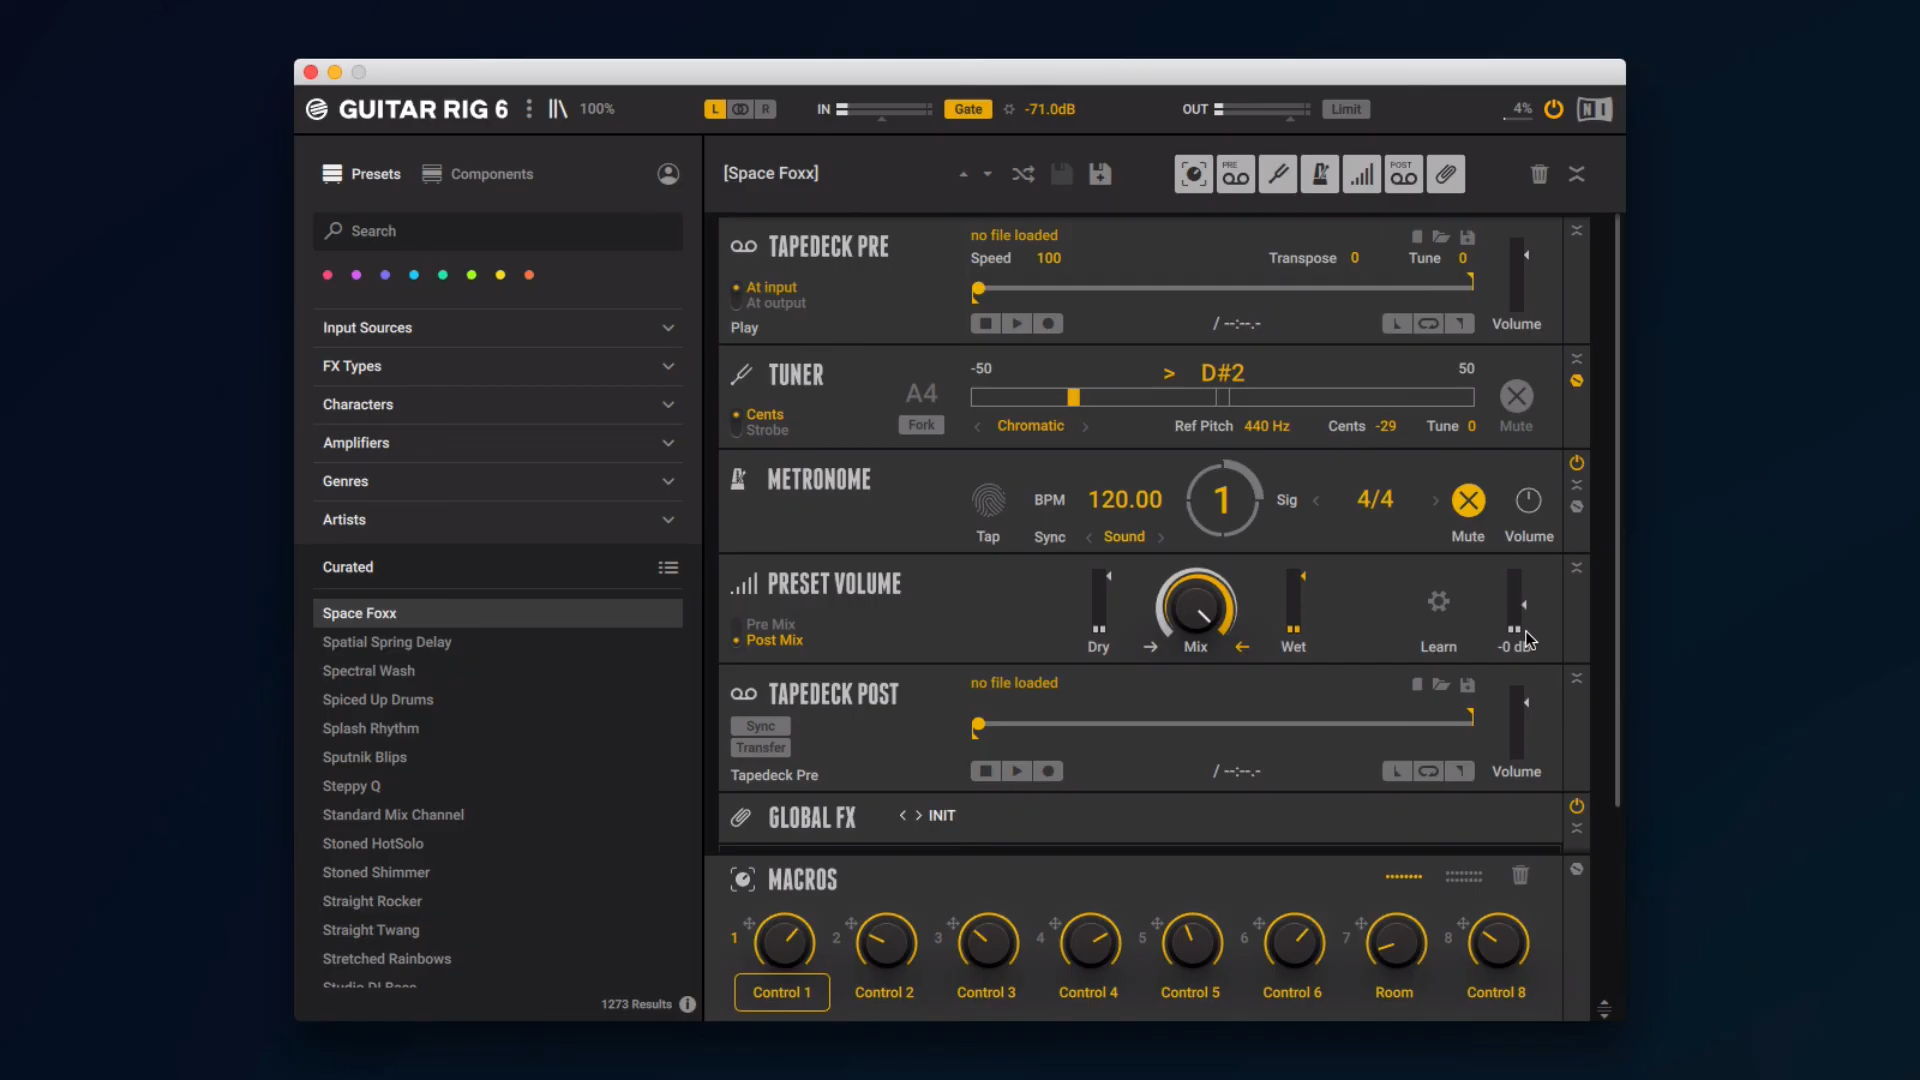 GUITAR RIG 6
100%
L
R
IN
Gate
-71.0dB
OUT
Limit
4%
NI
Presets
Components
[Space Foxx]
PRE
POST
Search
Input Sources
FX Types
Characters
Amplifiers
Genres
Artists
Curated
Space Foxx
Spatial Spring Delay
Spectral Wash
Spiced Up Drums
Splash Rhythm
Sputnik Blips
Steppy Q
Standard Mix Channel
Stoned HotSolo
Stoned Shimmer
Straight Rocker
Straight Twang
Stretched Rainbows
1273 Results
TAPEDECK PRE
no file loaded
Speed 100
Transpose 0
Tune 0
At input
At output
Play
/ --:--.-
Volume
TUNER
-50
> D#2
50
A4
Cents
Strobe
Fork
< Chromatic >
Ref Pitch 440 Hz
Cents -29
Tune 0
Mute
METRONOME
BPM 120.00
1
Sig < 4/4 >
Tap
Sync
< Sound >
Mute
Volume
PRESET VOLUME
Pre Mix
Post Mix
Dry
Mix
Wet
Learn
-0 dB
TAPEDECK POST
no file loaded
Sync
Transfer
Tapedeck Pre
/ --:--.-
Volume
GLOBAL FX
< > INIT
MACROS
1 2 3 4 5 6 7 8
Control 1
Control 2
Control 3
Control 4
Control 5
Control 6
Room
Control 8